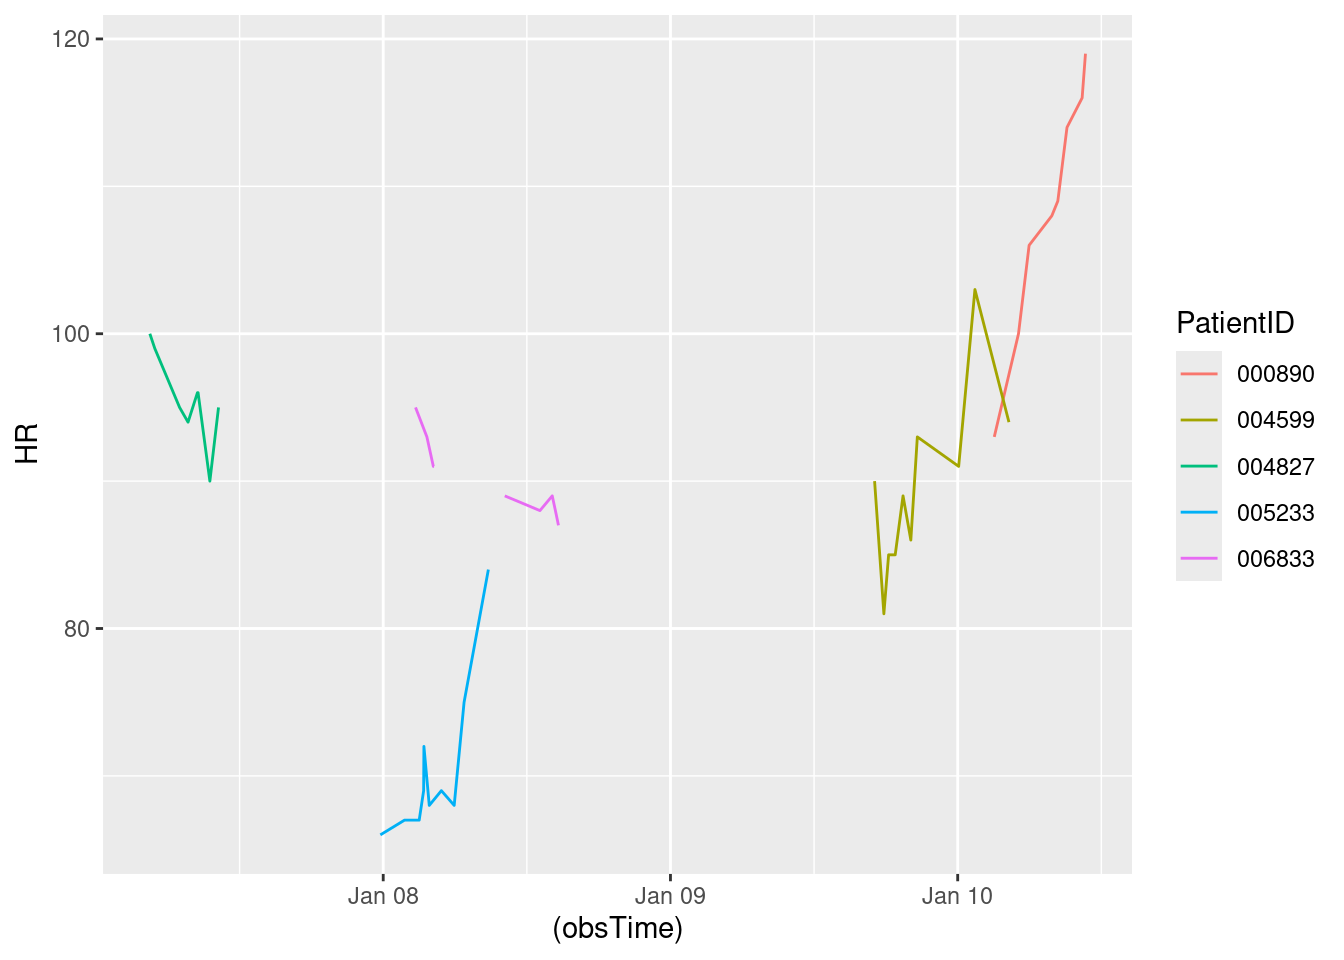 120
100
80
HR
Jan 08
Jan 09
Jan 10
(obsTime)
PatientID
000890
004599
004827
005233
006833